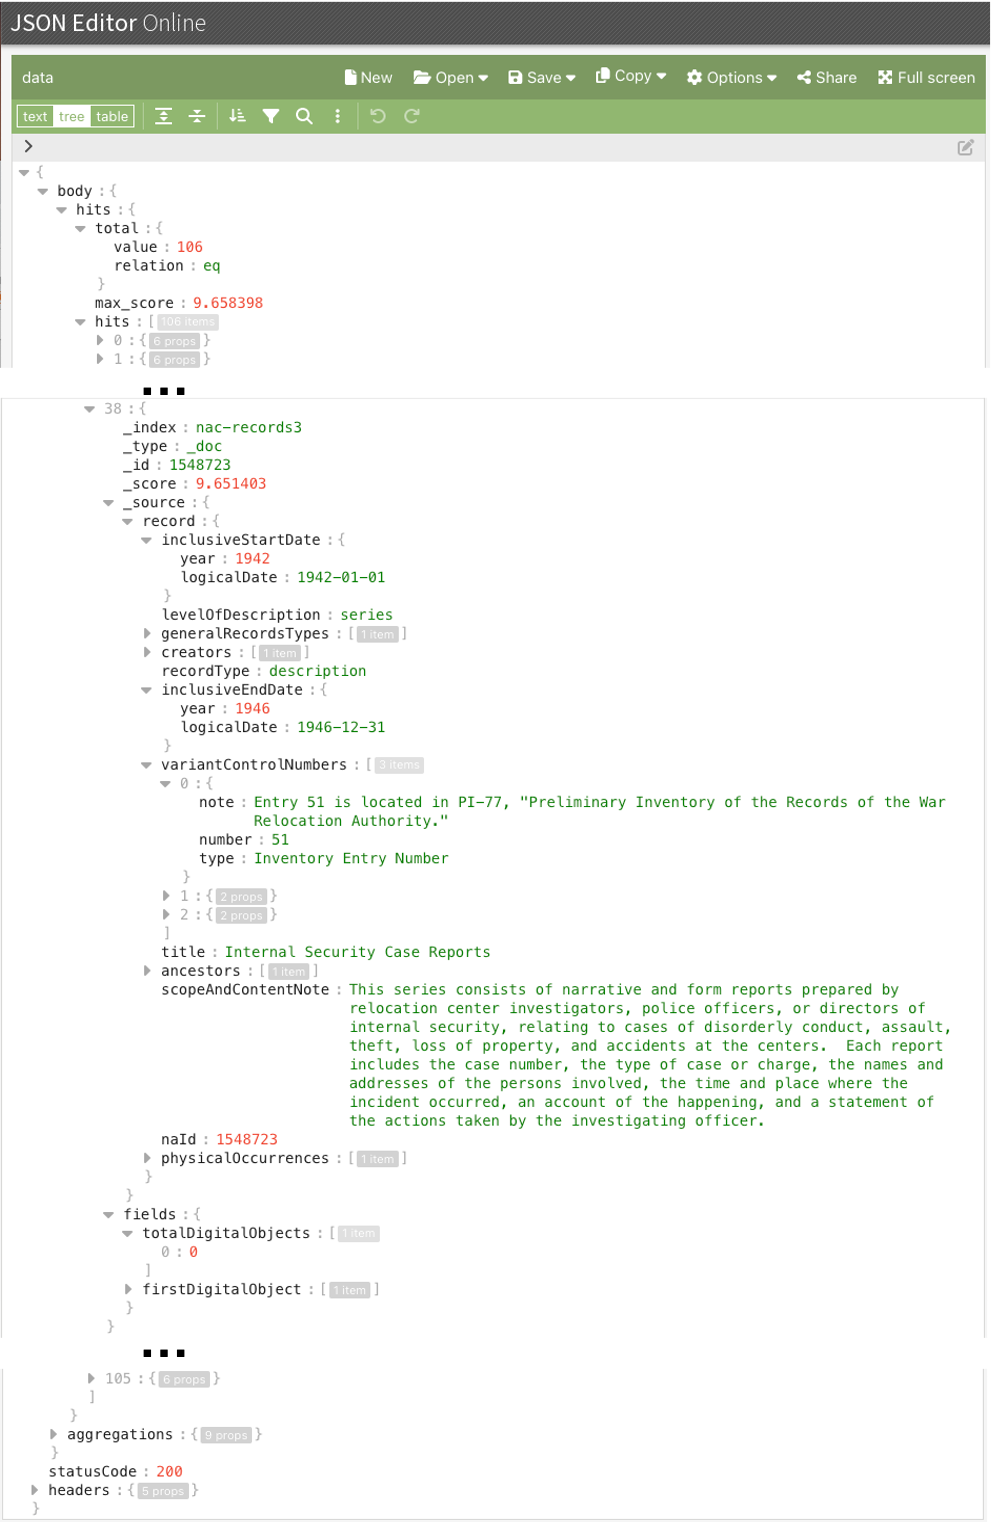 JSON Editor Online
data New Open Save Copy Options Share Full screen
text tree table
{
body : {
hits : {
total : {
value : 106
relation : eq
}
max_score : 9.658398
hits : [ 106 items
0 : { 6 props }
1 : { 6 props }
...
38 : {
_index : nac-records3
_type : _doc
_id : 1548723
_score : 9.651403
_source : {
record : {
inclusiveStartDate : {
year : 1942
logicalDate : 1942-01-01
}
levelOfDescription : series
generalRecordsTypes : [ 1 item ]
creators : [ 1 item ]
recordType : description
inclusiveEndDate : {
year : 1946
logicalDate : 1946-12-31
}
variantControlNumbers : [ 3 items
0 : {
note : Entry 51 is located in PI-77, "Preliminary Inventory of the Records of the War
Relocation Authority."
number : 51
type : Inventory Entry Number
}
1 : { 2 props }
2 : { 2 props }
]
title : Internal Security Case Reports
ancestors : [ 1 item ]
scopeAndContentNote : This series consists of narrative and form reports prepared by
relocation center investigators, police officers, or directors of
internal security, relating to cases of disorderly conduct, assault,
theft, loss of property, and accidents at the centers.  Each report
includes the case number, the type of case or charge, the names and
addresses of the persons involved, the time and place where the
incident occurred, an account of the happening, and a statement of
the actions taken by the investigating officer.
naId : 1548723
physicalOccurrences : [ 1 item ]
}
}
fields : {
totalDigitalObjects : [ 1 item
0 : 0
]
firstDigitalObject : [ 1 item ]
}
}
...
105 : { 6 props }
]
}
aggregations : { 9 props }
}
statusCode : 200
headers : { 5 props }
}